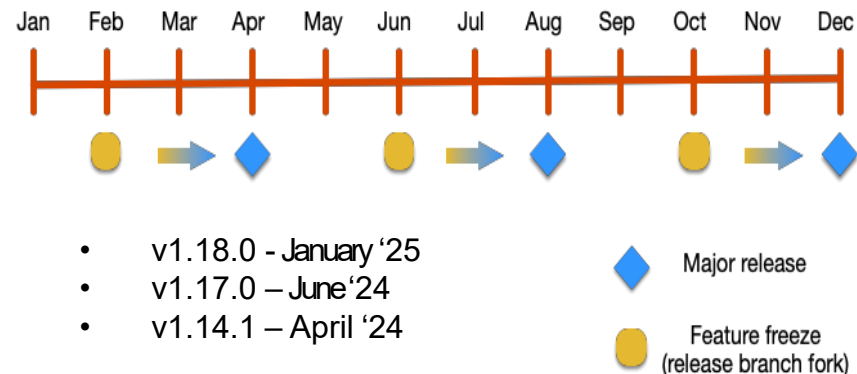 Jan Feb Mar Apr May Jun Jul Aug Sep Oct Nov Dec
• v1.18.0 - January ‘25
• v1.17.0 – June‘24
• v1.14.1 – April ‘24
Major release
Feature freeze
(release branch fork)